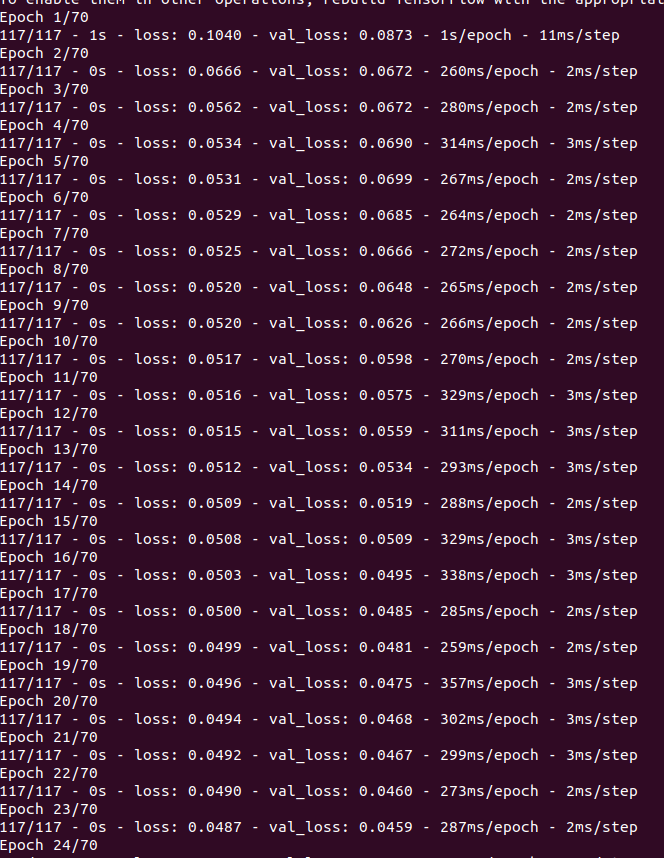 To enable them in other operations, rebuild TensorFlow with the appropriat
Epoch 1/70
117/117 - 1s - loss: 0.1040 - val_loss: 0.0873 - 1s/epoch - 11ms/step
Epoch 2/70
117/117 - 0s - loss: 0.0666 - val_loss: 0.0672 - 260ms/epoch - 2ms/step
Epoch 3/70
117/117 - 0s - loss: 0.0562 - val_loss: 0.0672 - 280ms/epoch - 2ms/step
Epoch 4/70
117/117 - 0s - loss: 0.0534 - val_loss: 0.0690 - 314ms/epoch - 3ms/step
Epoch 5/70
117/117 - 0s - loss: 0.0531 - val_loss: 0.0699 - 267ms/epoch - 2ms/step
Epoch 6/70
117/117 - 0s - loss: 0.0529 - val_loss: 0.0685 - 264ms/epoch - 2ms/step
Epoch 7/70
117/117 - 0s - loss: 0.0525 - val_loss: 0.0666 - 272ms/epoch - 2ms/step
Epoch 8/70
117/117 - 0s - loss: 0.0520 - val_loss: 0.0648 - 265ms/epoch - 2ms/step
Epoch 9/70
117/117 - 0s - loss: 0.0520 - val_loss: 0.0626 - 266ms/epoch - 2ms/step
Epoch 10/70
117/117 - 0s - loss: 0.0517 - val_loss: 0.0598 - 270ms/epoch - 2ms/step
Epoch 11/70
117/117 - 0s - loss: 0.0516 - val_loss: 0.0575 - 329ms/epoch - 3ms/step
Epoch 12/70
117/117 - 0s - loss: 0.0515 - val_loss: 0.0559 - 311ms/epoch - 3ms/step
Epoch 13/70
117/117 - 0s - loss: 0.0512 - val_loss: 0.0534 - 293ms/epoch - 3ms/step
Epoch 14/70
117/117 - 0s - loss: 0.0509 - val_loss: 0.0519 - 288ms/epoch - 2ms/step
Epoch 15/70
117/117 - 0s - loss: 0.0508 - val_loss: 0.0509 - 329ms/epoch - 3ms/step
Epoch 16/70
117/117 - 0s - loss: 0.0503 - val_loss: 0.0495 - 338ms/epoch - 3ms/step
Epoch 17/70
117/117 - 0s - loss: 0.0500 - val_loss: 0.0485 - 285ms/epoch - 2ms/step
Epoch 18/70
117/117 - 0s - loss: 0.0499 - val_loss: 0.0481 - 259ms/epoch - 2ms/step
Epoch 19/70
117/117 - 0s - loss: 0.0496 - val_loss: 0.0475 - 357ms/epoch - 3ms/step
Epoch 20/70
117/117 - 0s - loss: 0.0494 - val_loss: 0.0468 - 302ms/epoch - 3ms/step
Epoch 21/70
117/117 - 0s - loss: 0.0492 - val_loss: 0.0467 - 299ms/epoch - 3ms/step
Epoch 22/70
117/117 - 0s - loss: 0.0490 - val_loss: 0.0460 - 273ms/epoch - 2ms/step
Epoch 23/70
117/117 - 0s - loss: 0.0487 - val_loss: 0.0459 - 287ms/epoch - 2ms/step
Epoch 24/70